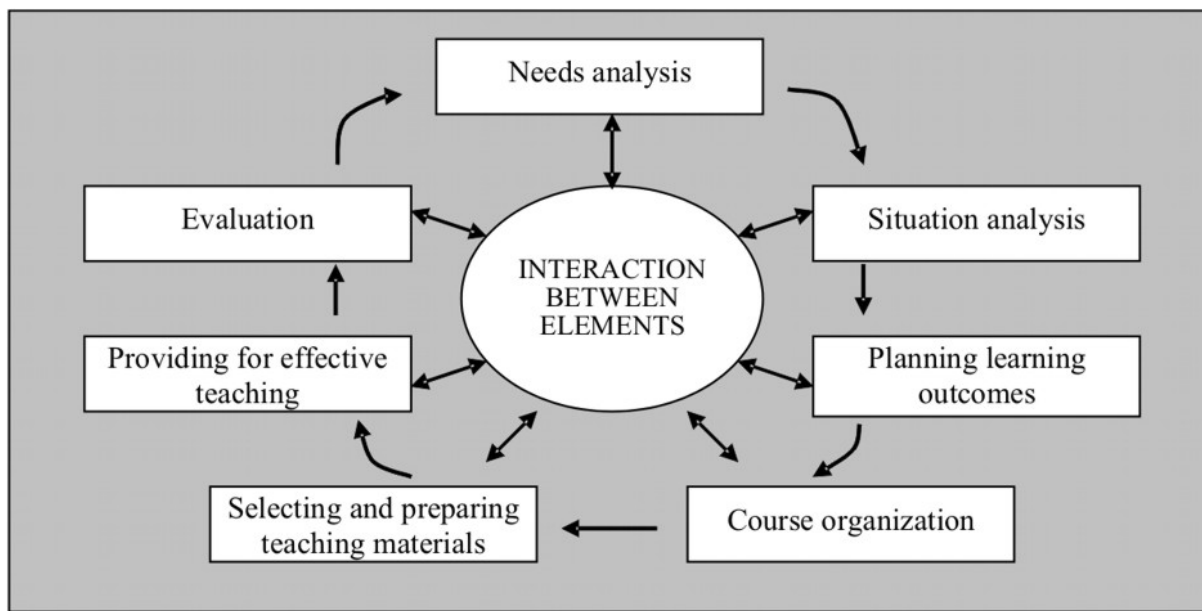 Needs analysis
Situation analysis
Planning learning
outcomes
Course organization
Selecting and preparing
teaching materials
Providing for effective
teaching
Evaluation
INTERACTION
BETWEEN
ELEMENTS